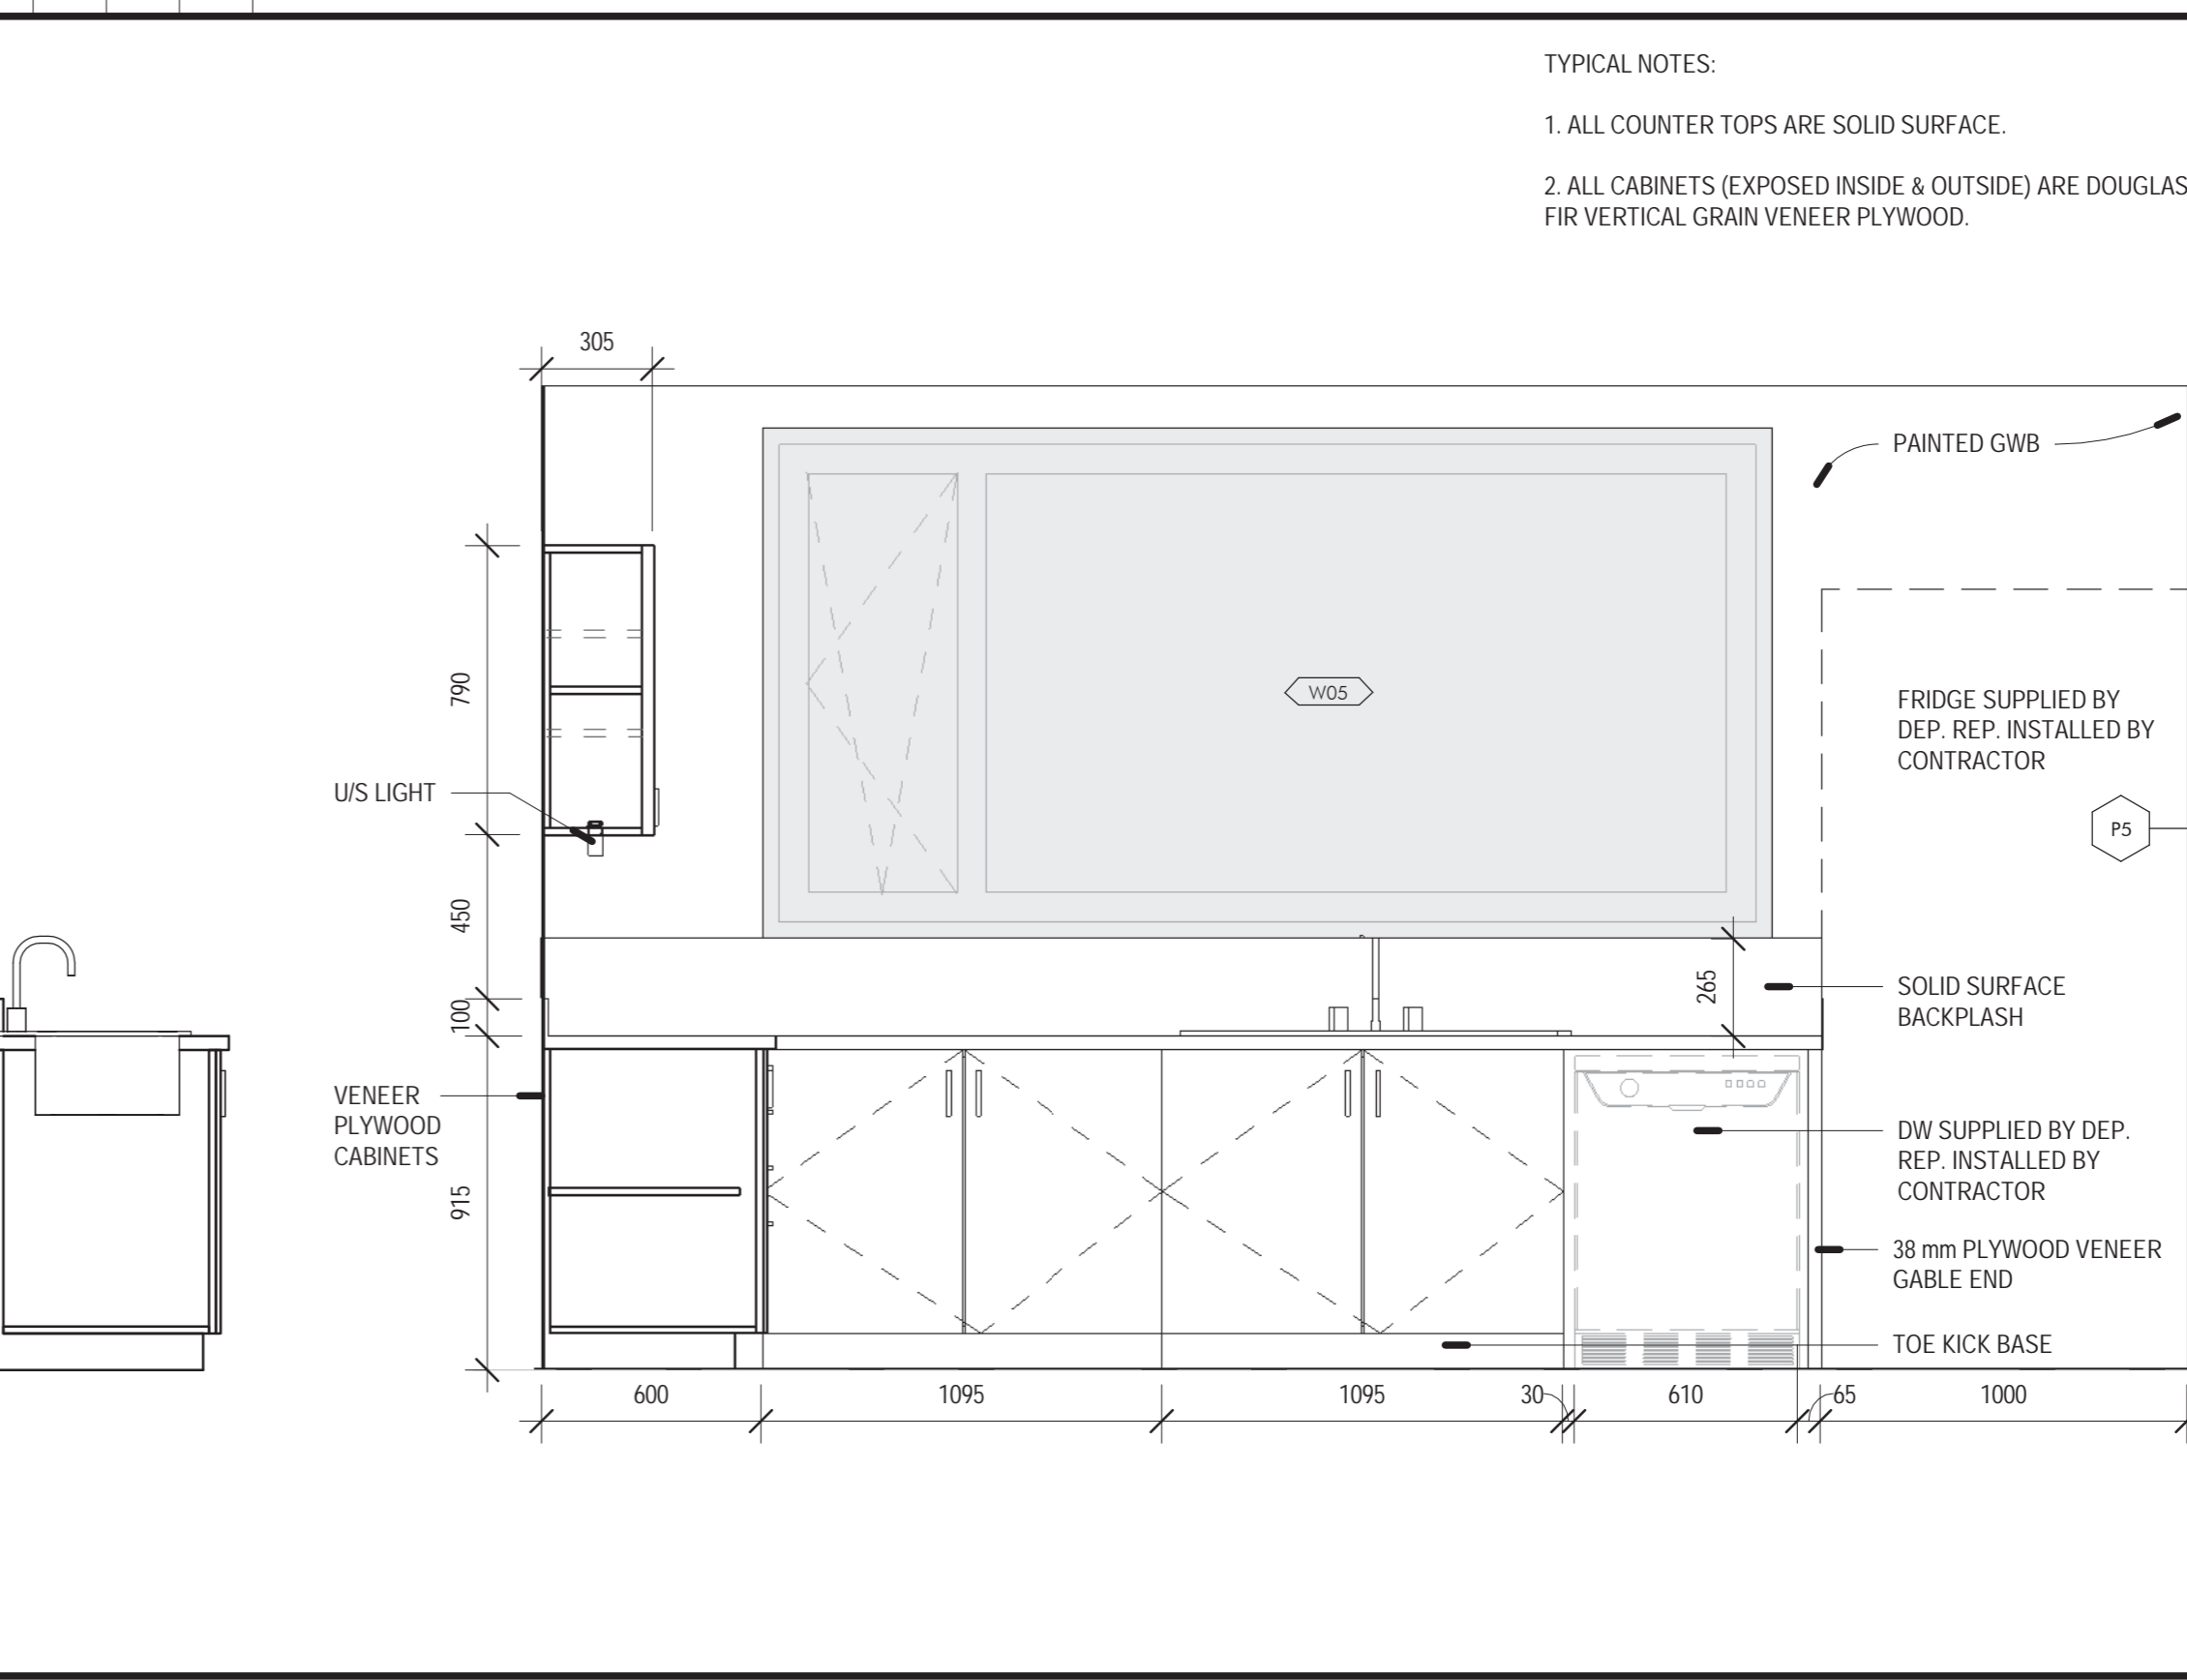 TYPICAL NOTES:
1. ALL COUNTER TOPS ARE SOLID SURFACE.
2. ALL CABINETS (EXPOSED INSIDE & OUTSIDE) ARE DOUGLAS
FIR VERTICAL GRAIN VENEER PLYWOOD.
305
PAINTED GWB
790
W05
FRIDGE SUPPLIED BY
DEP. REP. INSTALLED BY
CONTRACTOR
U/S LIGHT
P5
450
265
SOLID SURFACE
BACKPLASH
100
VENEER
PLYWOOD
CABINETS
DW SUPPLIED BY DEP.
REP. INSTALLED BY
CONTRACTOR
915
38 mm PLYWOOD VENEER
GABLE END
TOE KICK BASE
600 1095 1095 30 610 65 1000